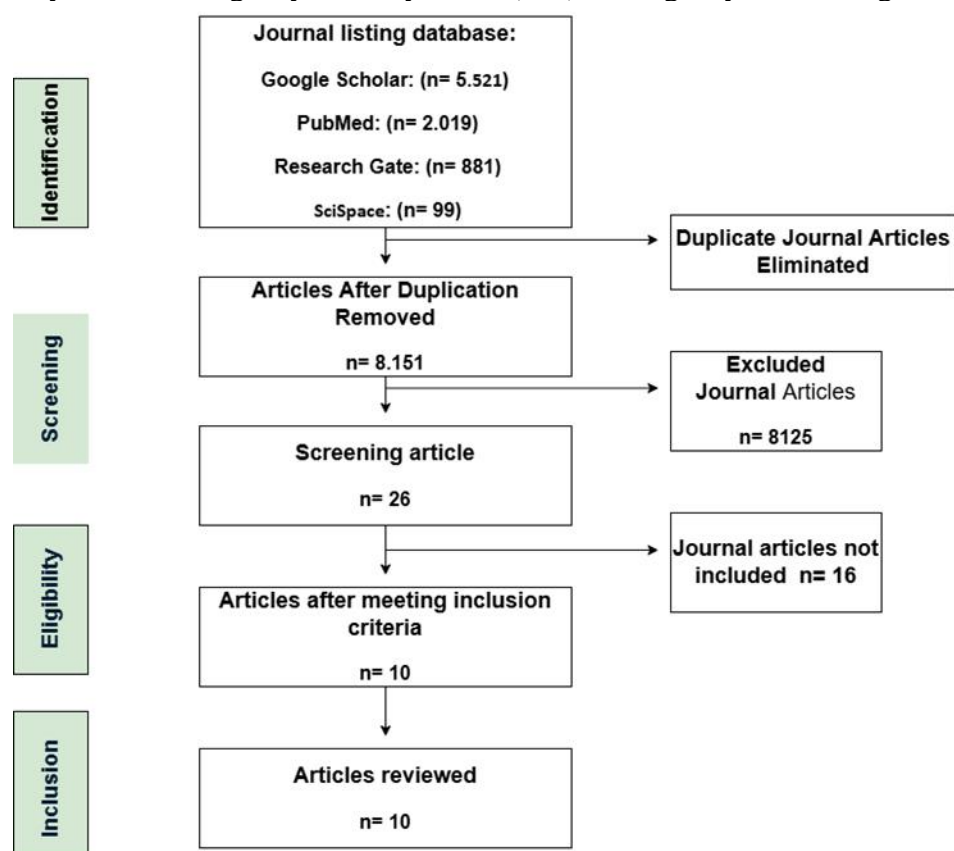 Identification
Journal listing database:
Google Scholar: (n= 5.521)
PubMed: (n= 2.019)
Research Gate: (n= 881)
SciSpace: (n= 99)
Duplicate Journal Articles
Eliminated
Screening
Articles After Duplication
Removed
n= 8.151
Excluded
Journal Articles
n= 8125
Screening article
n= 26
Eligibility
Journal articles not
included n= 16
Articles after meeting inclusion
criteria
n= 10
Inclusion
Articles reviewed
n= 10